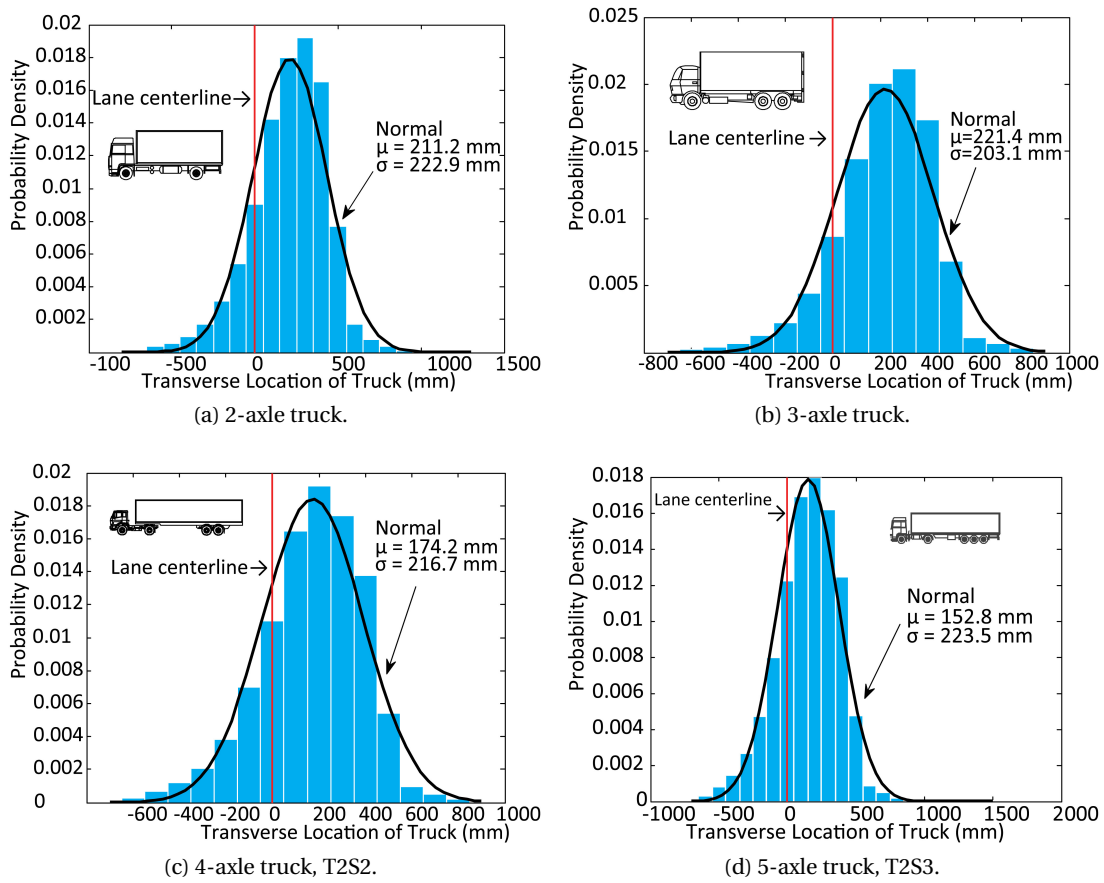 0.02
0.018
0.016
0.014
0.012
0.01
0.008
0.006
0.004
0.002
Probability Density
Lane centerline→
Normal
μ = 211.2 mm
σ = 222.9 mm
-100
-500
0
500
1000
1500
Transverse Location of Truck (mm)
(a) 2-axle truck.
0.025
0.02
0.015
0.01
0.005
Probability Density
Lane centerline→
Normal
μ=221.4 mm
σ=203.1 mm
-800 -600 -400 -200 0 200 400 600 800 1000
Transverse Location of Truck (mm)
(b) 3-axle truck.
0.02
0.018
0.016
0.014
0.012
0.01
0.008
0.006
0.004
0.002
0
Probability Density
Lane centerline→
Normal
μ = 174.2 mm
σ = 216.7 mm
-600 -400 -200 0 200 400 600 800 1000
Transverse Location of Truck (mm)
(c) 4-axle truck, T2S2.
0.018
0.016
0.014
0.012
0.01
0.008
0.006
0.004
0.002
0
Probability Density
Lane centerline
→
Normal
μ = 152.8 mm
σ = 223.5 mm
-1000 -500 0 500 1000 1500 2000
Transverse Location of Truck (mm)
(d) 5-axle truck, T2S3.